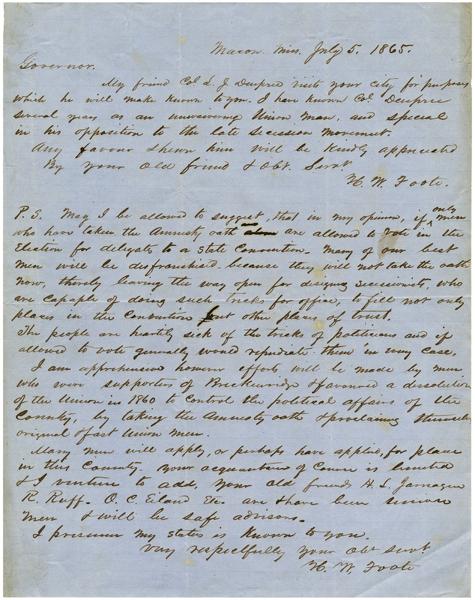 Macon Miss. July 5. 1865.
Governor.
My friend Col L. J. Deupree visits your city for purposes
which he will make known to you. I have known Col. Deupree
several years as an unwavering Union man, and special
in his opposition to the late secession movement.
Any favour shewn him will be kindly appreciated
By your Old friend & Obt. Servt.
H. W. Foote.
P. S. May I be allowed to suggest, that in my opinion, if only men
who have taken the Amnesty oath are allowed to vote in the
Election for delegates to a State Convention. Many of our best
men will be disfranchised. because they will not take the oath
now, thereby leaving the way open for designing secessionists, who
are capable of doing such tricks for office, to fill not only
places in the Convention but other places of trust.
The people are heartily sick of the tricks of politicians and if
allowed to vote generally would repudiate them in every case.
I am apprehensive however efforts will be made by men
who were supporters of Breckenridge & favoured a dissolution
of the Union in 1860 to control the political affairs of the
County, by taking the Amnesty oath & proclaiming themselves
original & fast Union men.
Many men will apply, or perhaps have applied, for place
in this County. your acquaintance of Course is limited
& I venture to add, your old friends H. L. Jarnagin
R. Ruff. O. C. Eiland are & have been
men & will be safe advisors.
I presume my status is known to you.
Very respectfully your Obt servt
H. W. Foote